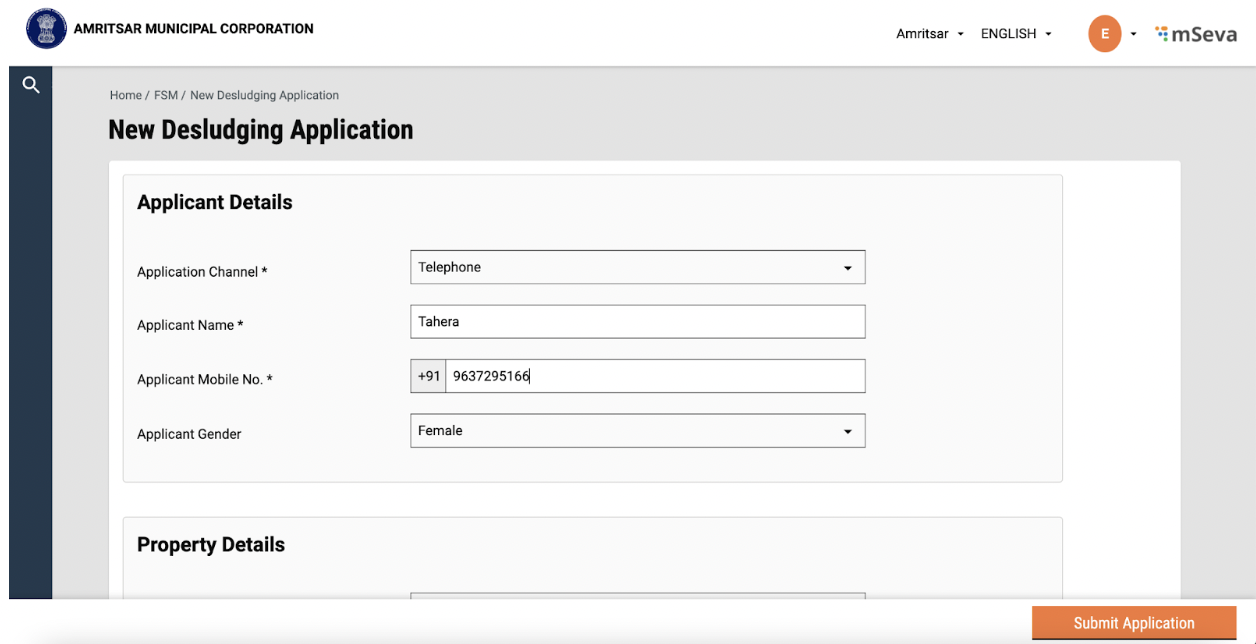 AMRITSAR MUNICIPAL CORPORATION
Amritsar ENGLISH E mSeva
Home / FSM / New Desludging Application
New Desludging Application
Applicant Details
Application Channel * Telephone
Applicant Name * Tahera
Applicant Mobile No. * +91 9637295166
Applicant Gender Female
Property Details
Submit Application